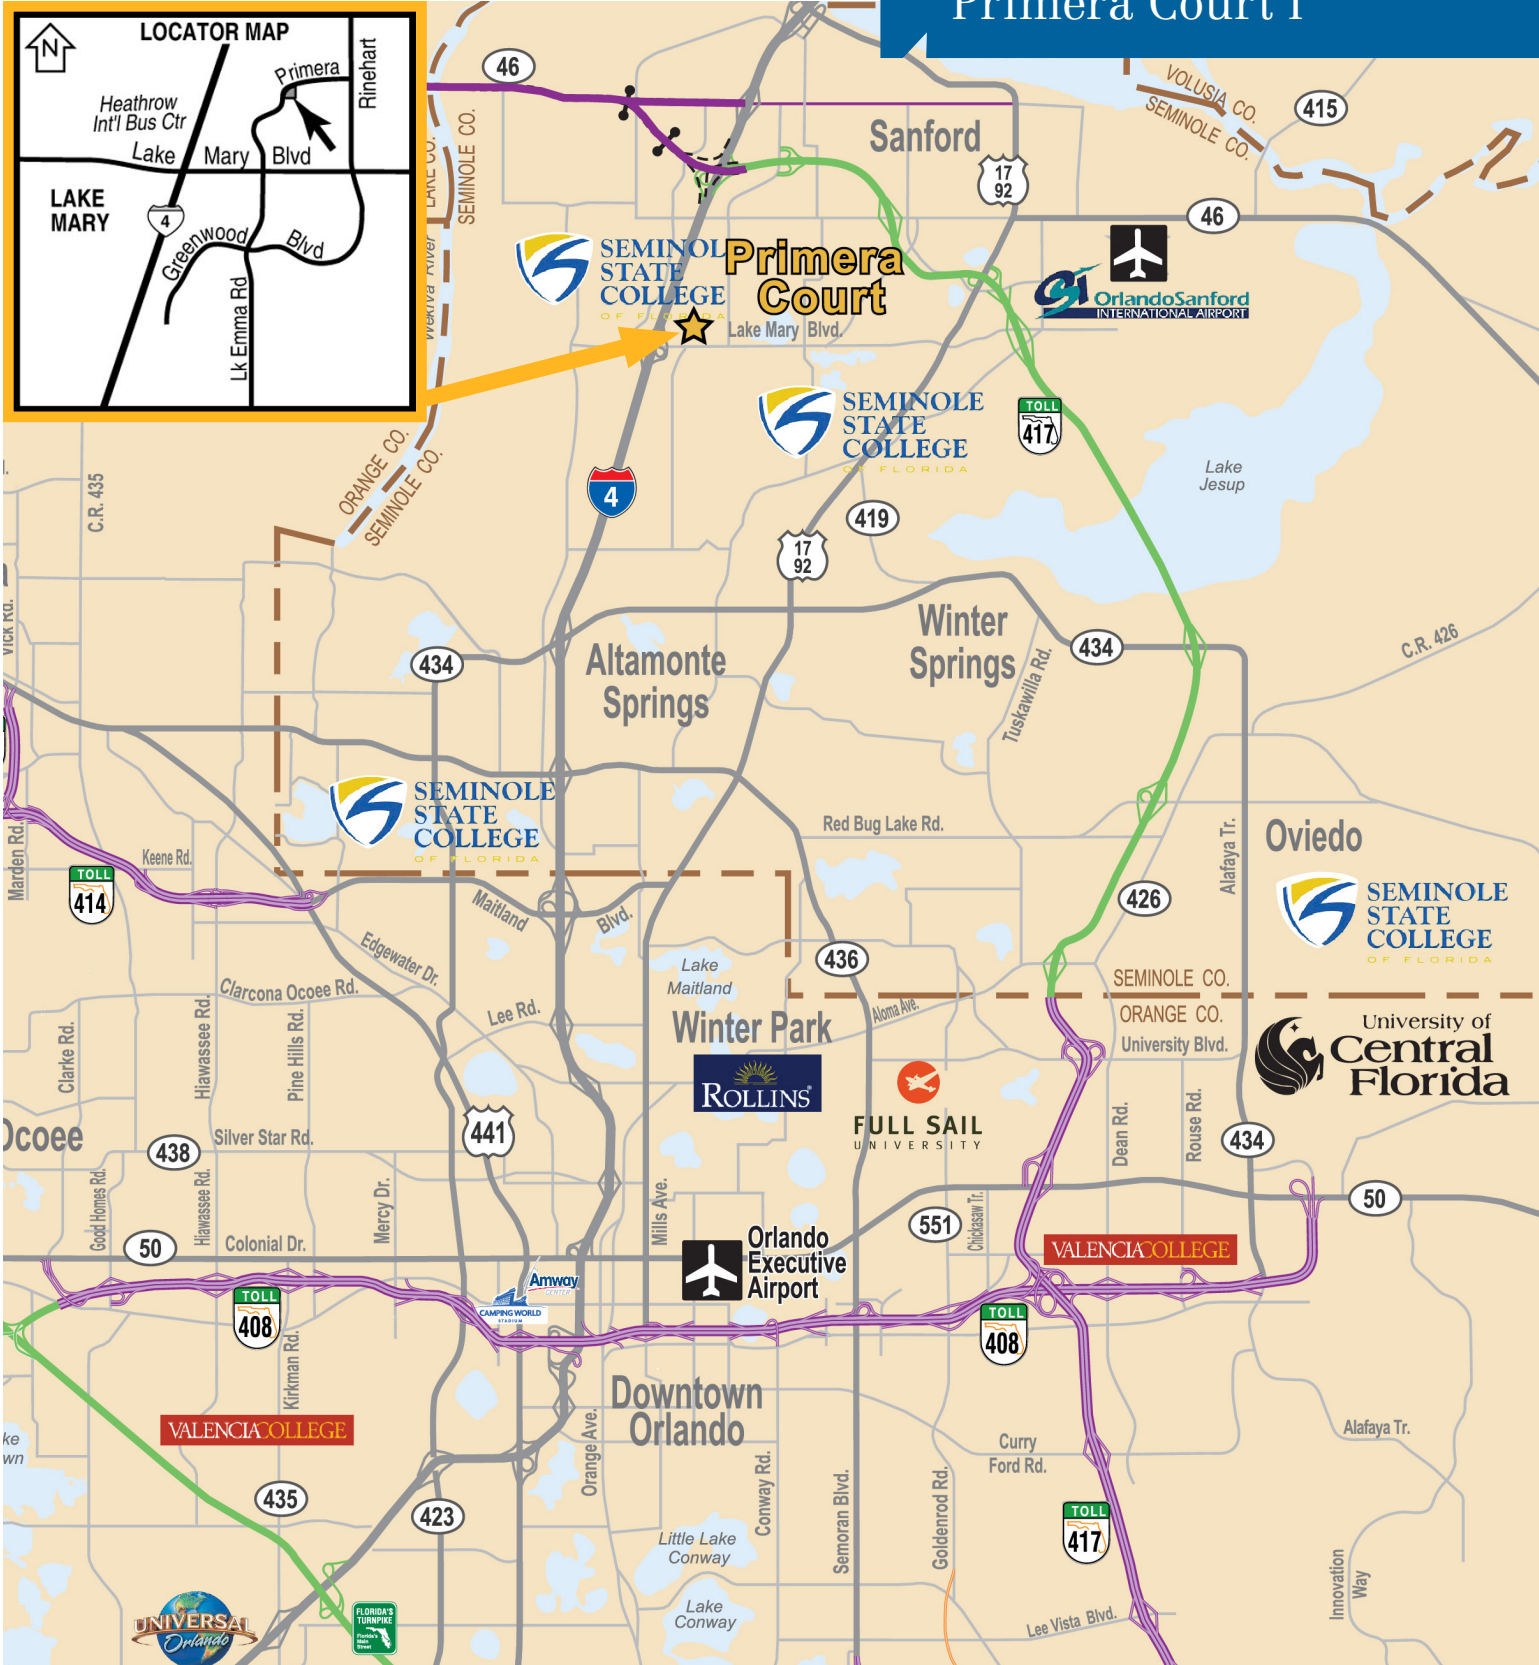 Primera Court I
LOCATOR MAP
N
Primera
Rinehart
Heathrow
Int'l Bus Ctr
Lake Mary Blvd
LAKE
MARY
4
Greenwood Blvd
Lk Emma Rd
46
LAKE CO.
SEMINOLE CO.
Wekiva River
VOLUSIA CO.
SEMINOLE CO.
415
Sanford
17
92
46
SEMINOL
STATE
COLLEGE
OF FLORIDA
Primera
Court
Lake Mary Blvd.
OrlandoSanford
INTERNATIONAL AIRPORT
SEMINOLE
STATE
COLLEGE
OF FLORIDA
TOLL
417
Lake
Jesup
ORANGE CO.
SEMINOLE CO.
C.R. 435
4
419
17
92
Vick Rd.
Winter
Springs
434
Altamonte
Springs
434
Tuskawilla Rd.
C.R. 426
SEMINOLE
STATE
COLLEGE
OF FLORIDA
Red Bug Lake Rd.
Alafaya Tr.
Oviedo
Marden Rd.
Keene Rd.
TOLL
414
Maitland Blvd.
426
SEMINOLE
STATE
COLLEGE
OF FLORIDA
Edgewater Dr.
436
Lake
Maitland
SEMINOLE CO.
ORANGE CO.
Clarcona Ocoee Rd.
Lee Rd.
Aloma Ave.
Winter Park
University Blvd.
University of
Central
Florida
Clarke Rd.
Hiawassee Rd.
Pine Hills Rd.
ROLLINS
FULL SAIL
UNIVERSITY
Dean Rd.
Rouse Rd.
Ocoee
438
Silver Star Rd.
441
434
Good Homes Rd.
Hiawassee Rd.
Mercy Dr.
Mills Ave.
Chickasaw Tr.
50
551
50
Colonial Dr.
Orlando
Executive
Airport
VALENCIACOLLEGE
Amway
CENTER
CAMPING WORLD
STADIUM
TOLL
408
TOLL
408
Kirkman Rd.
Downtown
Orlando
VALENCIACOLLEGE
Orange Ave.
Alafaya Tr.
Curry
Ford Rd.
Conway Rd.
Semoran Blvd.
Goldenrod Rd.
435
423
TOLL
417
Little Lake
Conway
Innovation
Way
Lake
Conway
Lee Vista Blvd.
UNIVERSAL
Orlando
FLORIDA'S
TURNPIKE
Florida's
Main
Street